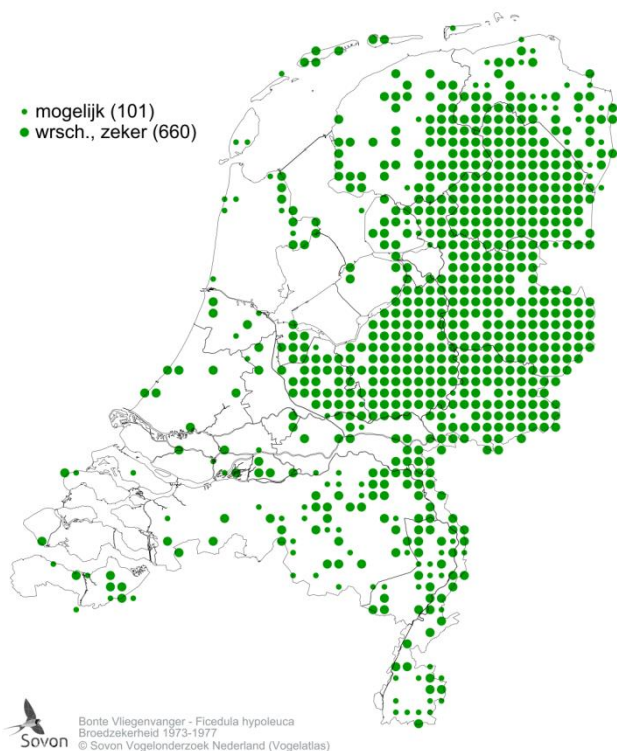 mogelijk (101)
wrsch., zeker (660)
Sovon
Bonte Vliegenvanger - Ficedula hypoleuca
Broedzekerheid 1973-1977
© Sovon Vogelonderzoek Nederland (Vogelatlas)